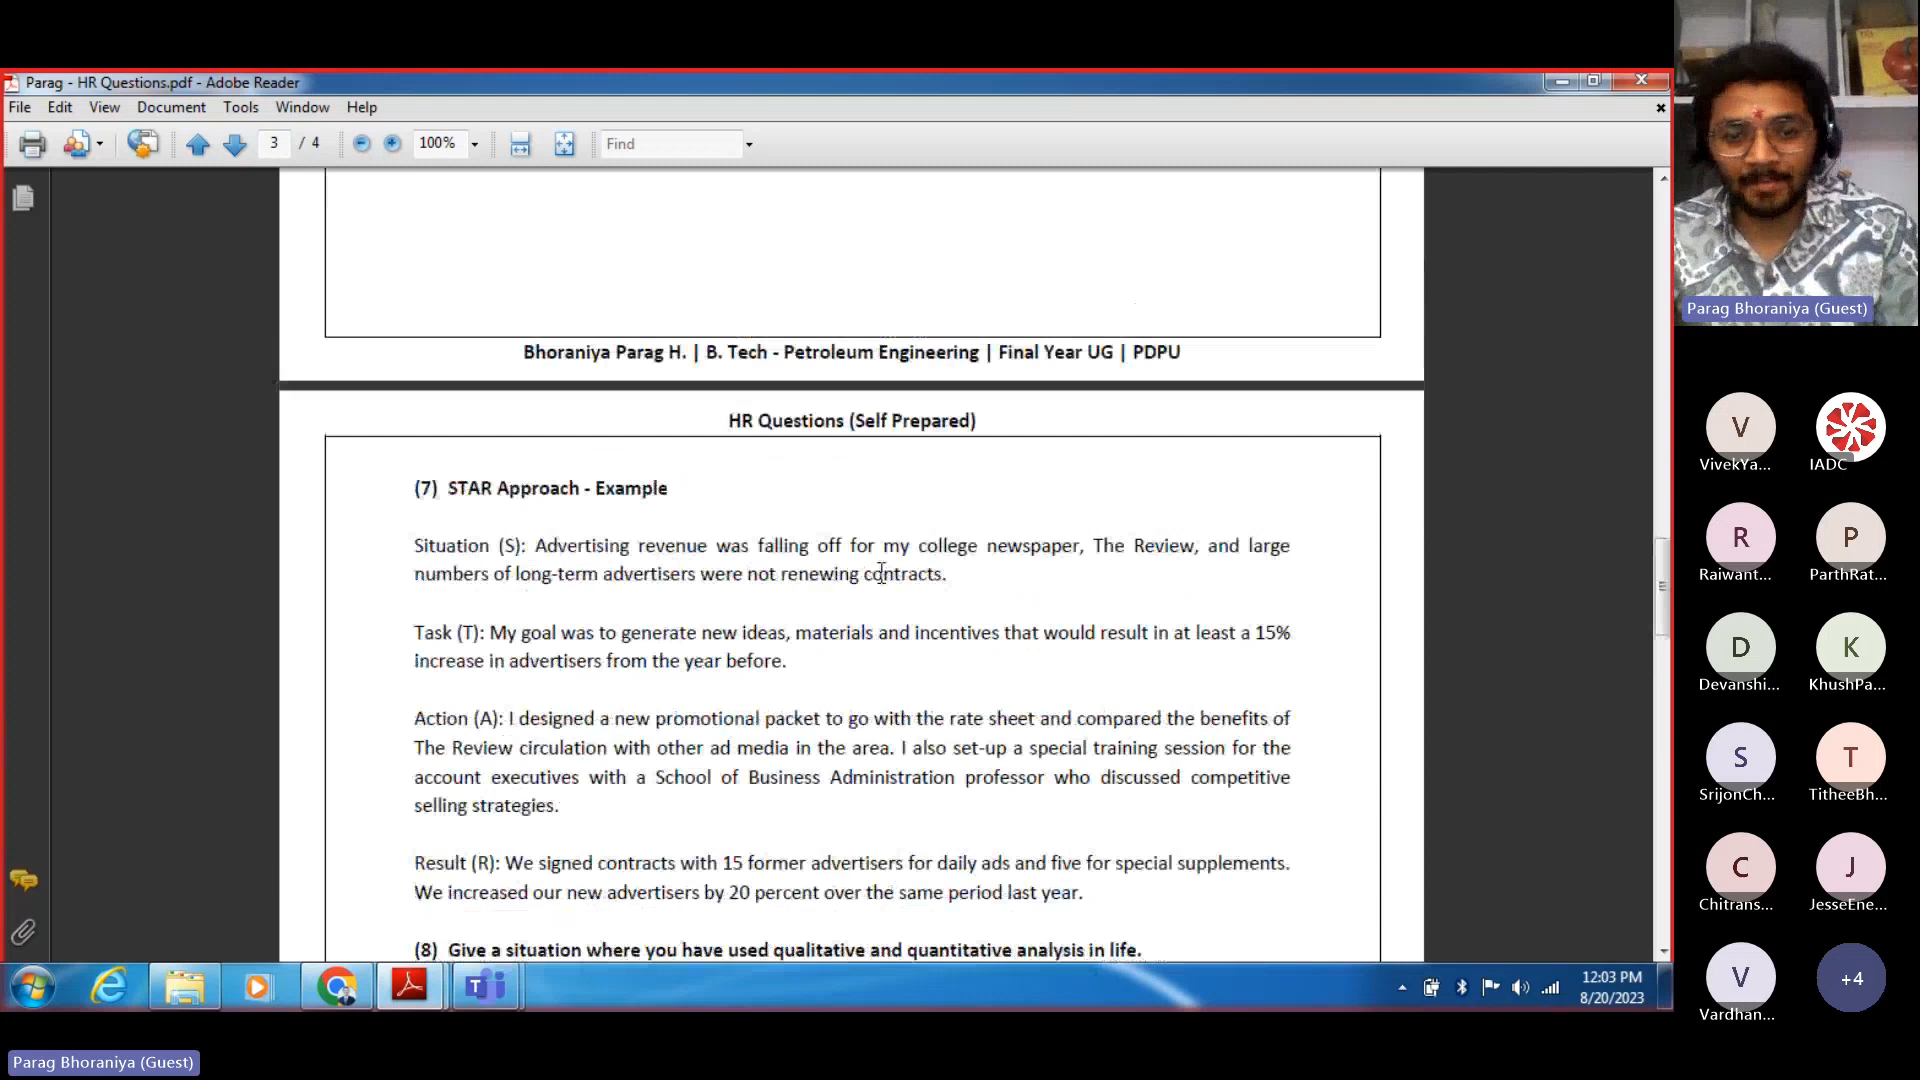 Parag - HR Questions.pdf - Adobe Reader
File Edit View Document Tools Window Help
3 / 4 100% Find
Bhoraniya Parag H. | B. Tech - Petroleum Engineering | Final Year UG | PDPU
HR Questions (Self Prepared)
(7) STAR Approach - Example
Situation (S): Advertising revenue was falling off for my college newspaper, The Review, and large
numbers of long-term advertisers were not renewing contracts.
Task (T): My goal was to generate new ideas, materials and incentives that would result in at least a 15%
increase in advertisers from the year before.
Action (A): I designed a new promotional packet to go with the rate sheet and compared the benefits of
The Review circulation with other ad media in the area. I also set-up a special training session for the
account executives with a School of Business Administration professor who discussed competitive
selling strategies.
Result (R): We signed contracts with 15 former advertisers for daily ads and five for special supplements.
We increased our new advertisers by 20 percent over the same period last year.
(8) Give a situation where you have used qualitative and quantitative analysis in life.
12:03 PM
8/20/2023
Parag Bhoraniya (Guest)
Parag Bhoraniya (Guest)
V
VivekYa...
IADC
R
Raiwant...
P
ParthRat...
D
Devanshi...
K
KhushPa...
S
SrijonCh...
T
TitheeBh...
C
Chitrans...
J
JesseEne...
V
Vardhan...
+4